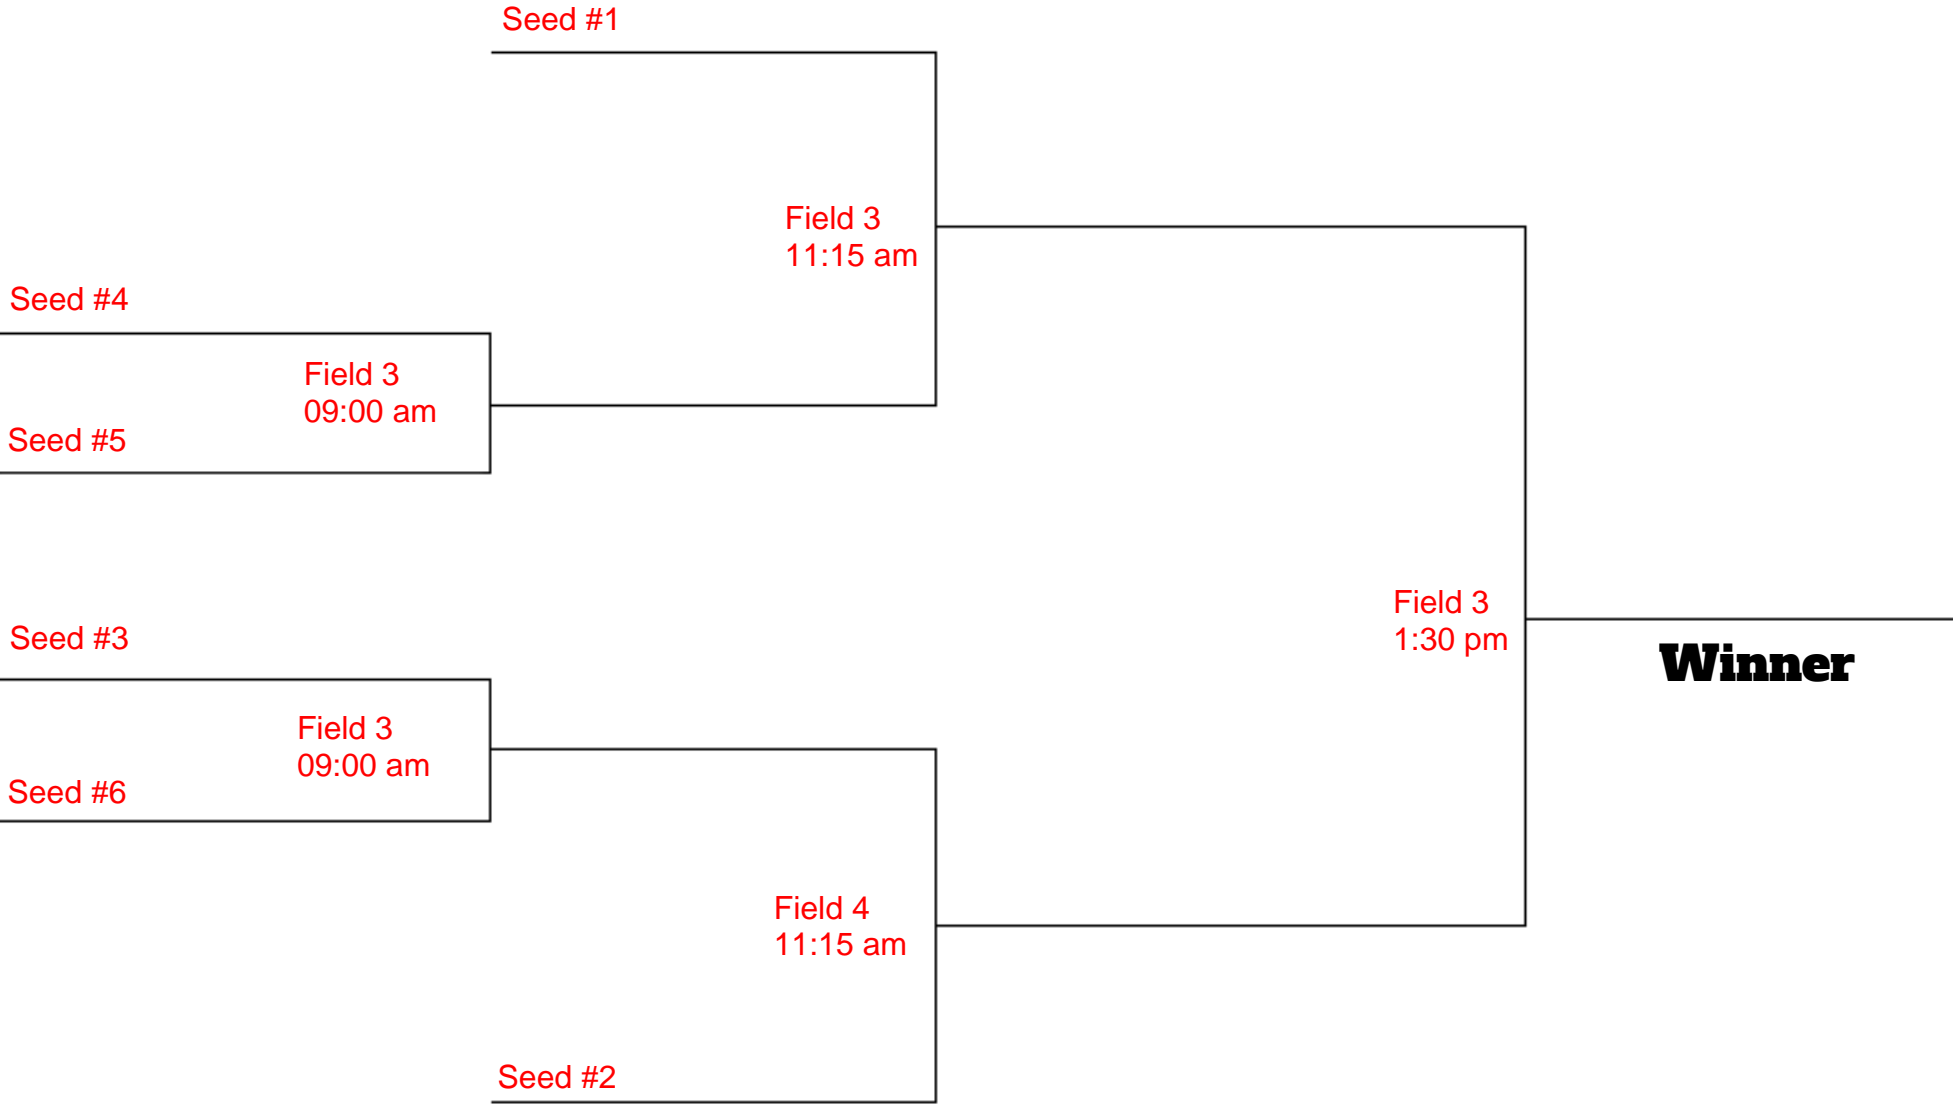 Seed #1
Field 3
11:15 am
Seed #4
Field 3
09:00 am
Seed #5
Field 3
1:30 pm
Winner
Seed #3
Field 3
09:00 am
Seed #6
Field 4
11:15 am
Seed #2